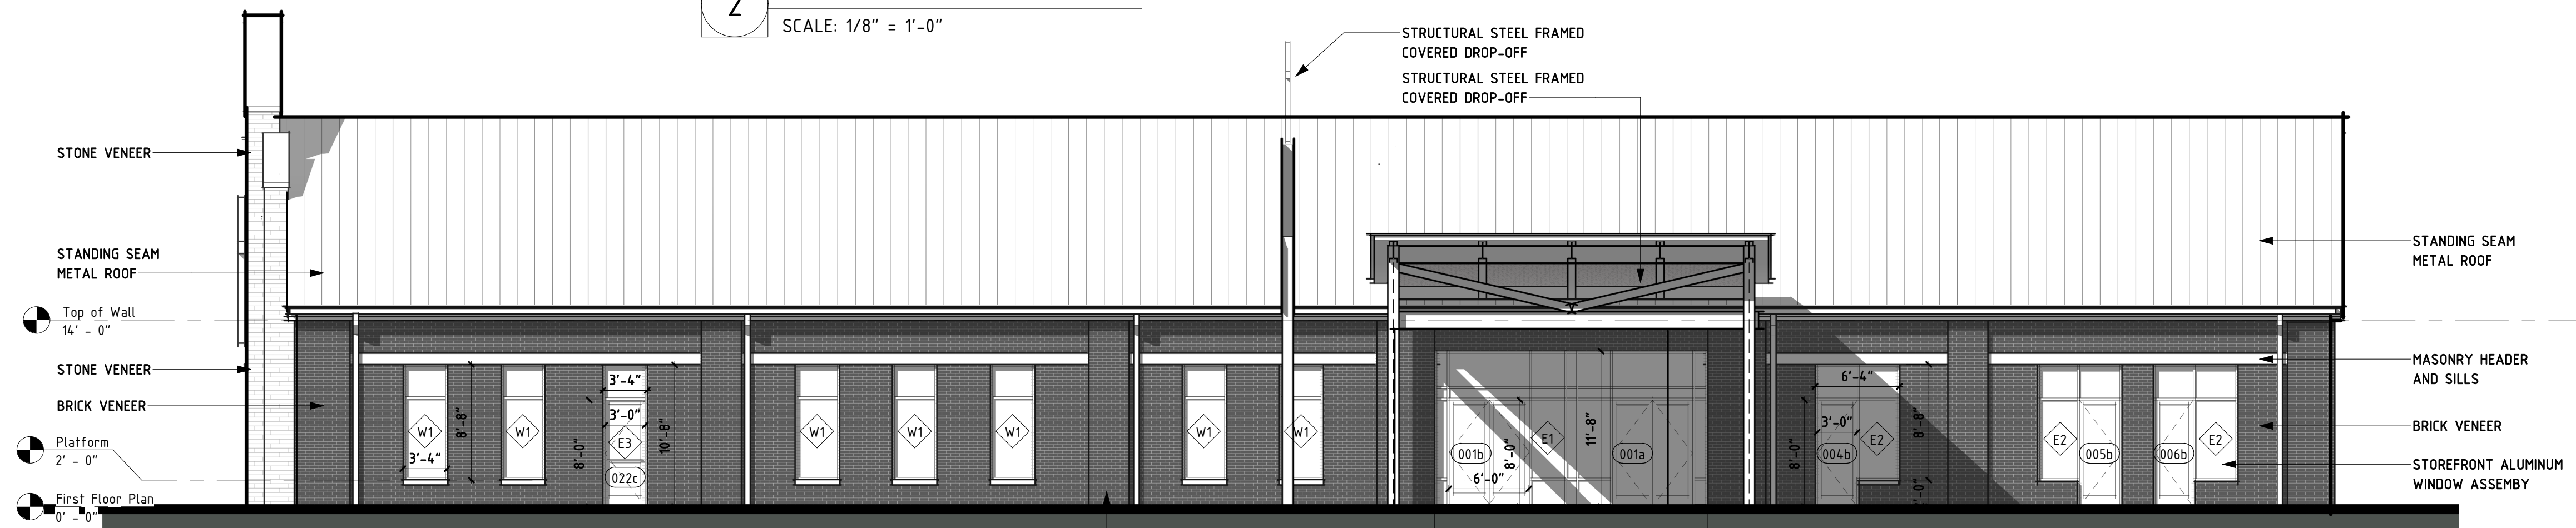 2
SCALE: 1/8" = 1'-0"
STRUCTURAL STEEL FRAMED
COVERED DROP-OFF
STRUCTURAL STEEL FRAMED
COVERED DROP-OFF
STONE VENEER
STANDING SEAM
METAL ROOF
STANDING SEAM
METAL ROOF
Top of Wall
14' - 0"
STONE VENEER
MASONRY HEADER
AND SILLS
BRICK VENEER
BRICK VENEER
Platform
2' - 0"
STOREFRONT ALUMINUM
WINDOW ASSEMBY
First Floor Plan
0' - 0"
W1
3'-4"
8'-8"
W1
3'-4"
3'-0"
E3
8'-0"
10'-8"
022c
W1
W1
W1
W1
W1
001b
8'-0"
6'-0"
E1
11'-8"
001a
6'-4"
3'-0"
8'-0"
004b
E2
8'-8"
E2
005b
006b
E2